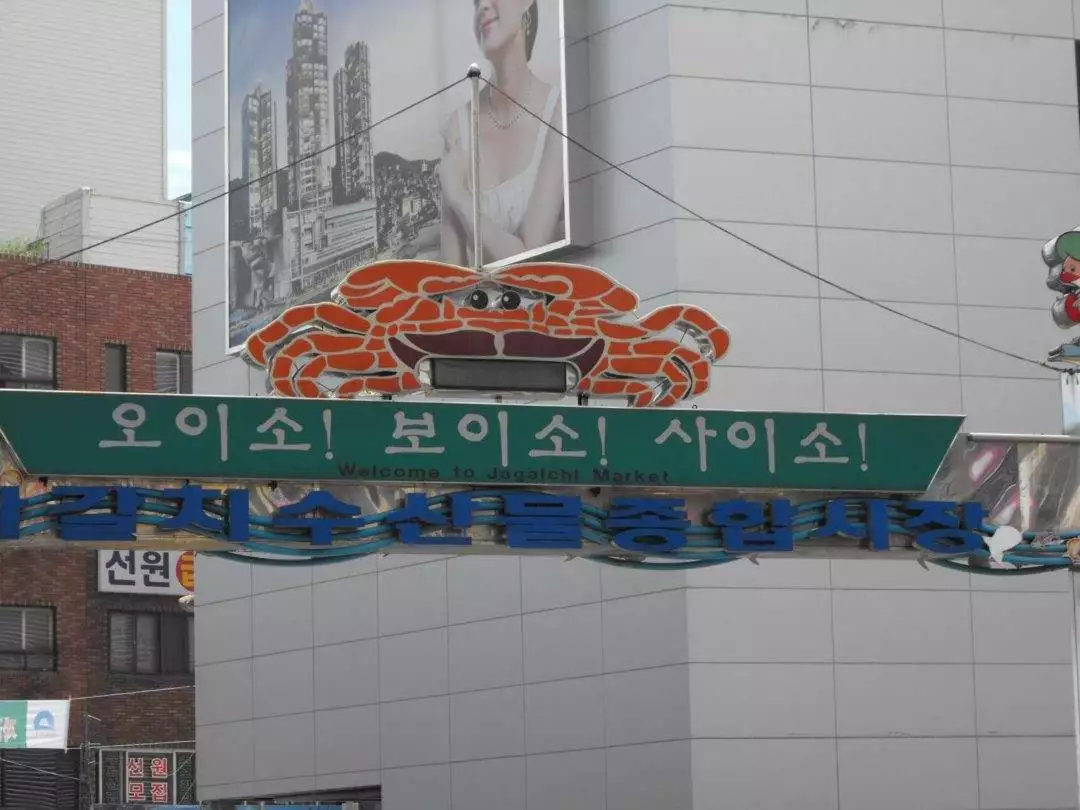 오이소! 보이소! 사이소!
Welcome to Jagalchi Market
갈치수산물종합시장
선원
선원
모집